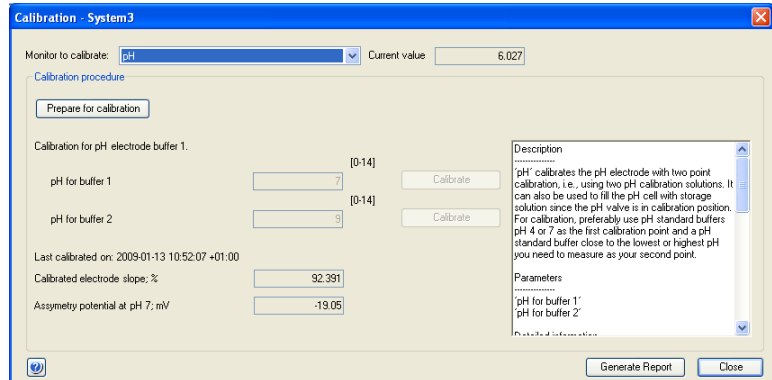 Calibration - System3
Monitor to calibrate: pH Current value 6.027
Calibration procedure
Prepare for calibration
Calibration for pH electrode buffer 1.
[0-14]
pH for buffer 1 7 Calibrate
[0-14]
pH for buffer 2 9 Calibrate
Last calibrated on: 2009-01-13 10:52:07 +01:00
Calibrated electrode slope; % 92.391
Assymetry potential at pH 7; mV -19.05
Description
---------------
'pH' calibrates the pH electrode with two point
calibration, i.e., using two pH calibration solutions. It
can also be used to fill the pH cell with storage
solution since the pH valve is in calibration position.
For calibration, preferably use pH standard buffers
pH 4 or 7 as the first calibration point and a pH
standard buffer close to the lowest or highest pH
you need to measure as your second point.
Parameters
---------------
'pH for buffer 1'
'pH for buffer 2'
Detailed information
? Generate Report Close